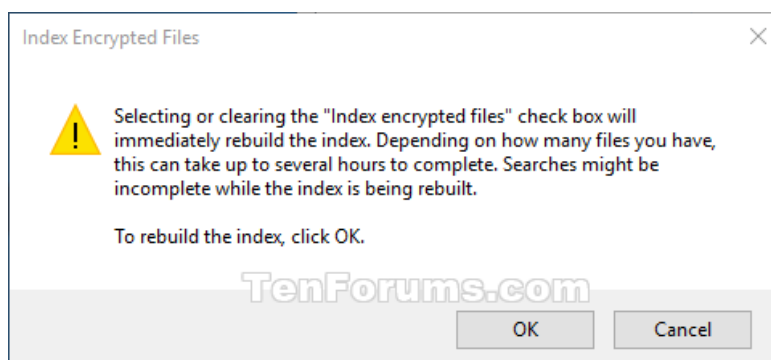 Index Encrypted Files
Selecting or clearing the "Index encrypted files" check box will
immediately rebuild the index. Depending on how many files you have,
this can take up to several hours to complete. Searches might be
incomplete while the index is being rebuilt.
To rebuild the index, click OK.
TenForums.com
OK
Cancel